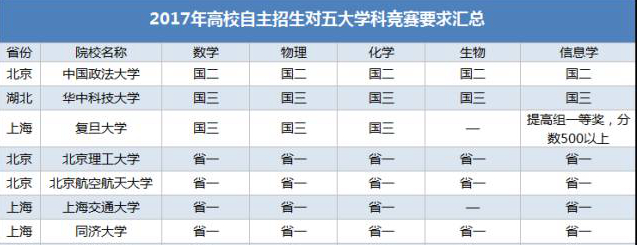 2017年高校自主招生对五大学科竞赛要求汇总
省份 院校名称 数学 物理 化学 生物 信息学
北京 中国政法大学 国二 国二 国二 国二 国二
湖北 华中科技大学 国三 国三 国三 国三 国三
上海 复旦大学 国三 国三 国三 — 提高组一等奖，分
数500以上
北京 北京理工大学 省一 省一 省一 省一 省一
北京 北京航空航天大学 省一 省一 省一 省一 省一
上海 上海交通大学 省一 省一 省一 — 省一
上海 同济大学 省一 省一 省一 省一 省一